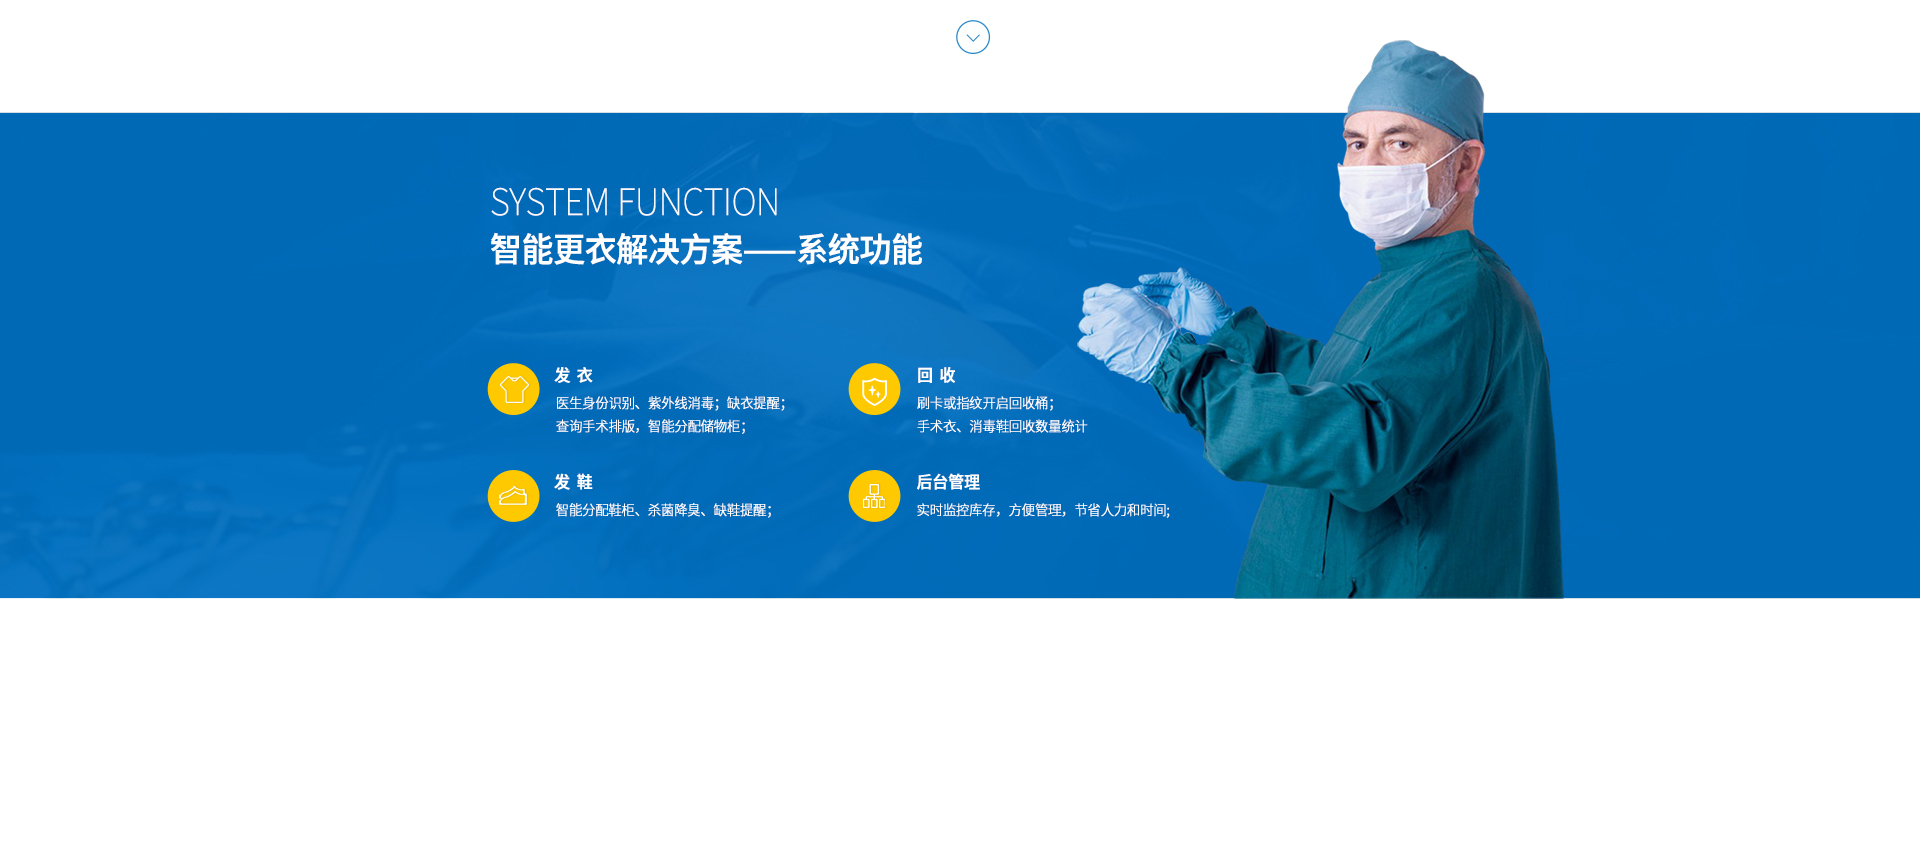 SYSTEM FUNCTION
智能更衣解决方案——系统功能
发 衣
医生身份识别、紫外线消毒；缺衣提醒；
查询手术排版，智能分配储物柜；
回 收
刷卡或指纹开启回收桶；
手术衣、消毒鞋回收数量统计
发 鞋
智能分配鞋柜、杀菌降臭、缺鞋提醒；
后台管理
实时监控库存，方便管理，节省人力和时间;